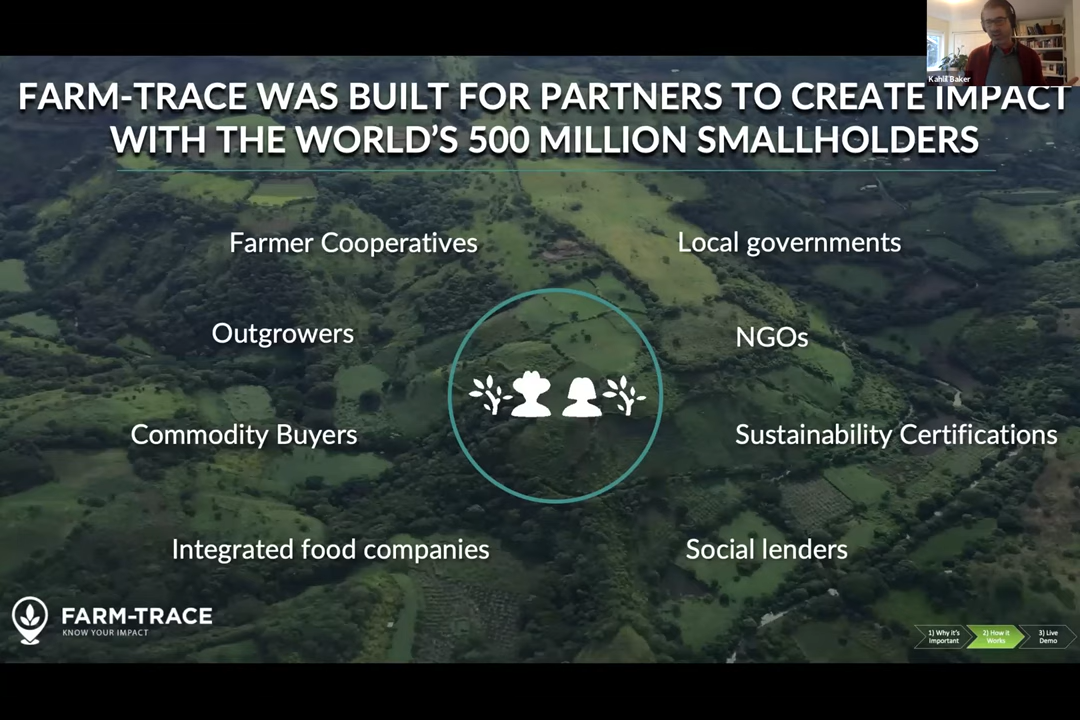 Kahlil Baker
FARM-TRACE WAS BUILT FOR PARTNERS TO CREATE IMPACT
WITH THE WORLD’S 500 MILLION SMALLHOLDERS
Farmer Cooperatives
Local governments
Outgrowers
NGOs
Commodity Buyers
Sustainability Certifications
Integrated food companies
Social lenders
FARM-TRACE
KNOW YOUR IMPACT
1) Why it's
Important
2) How it
Works
3) Live
Demo